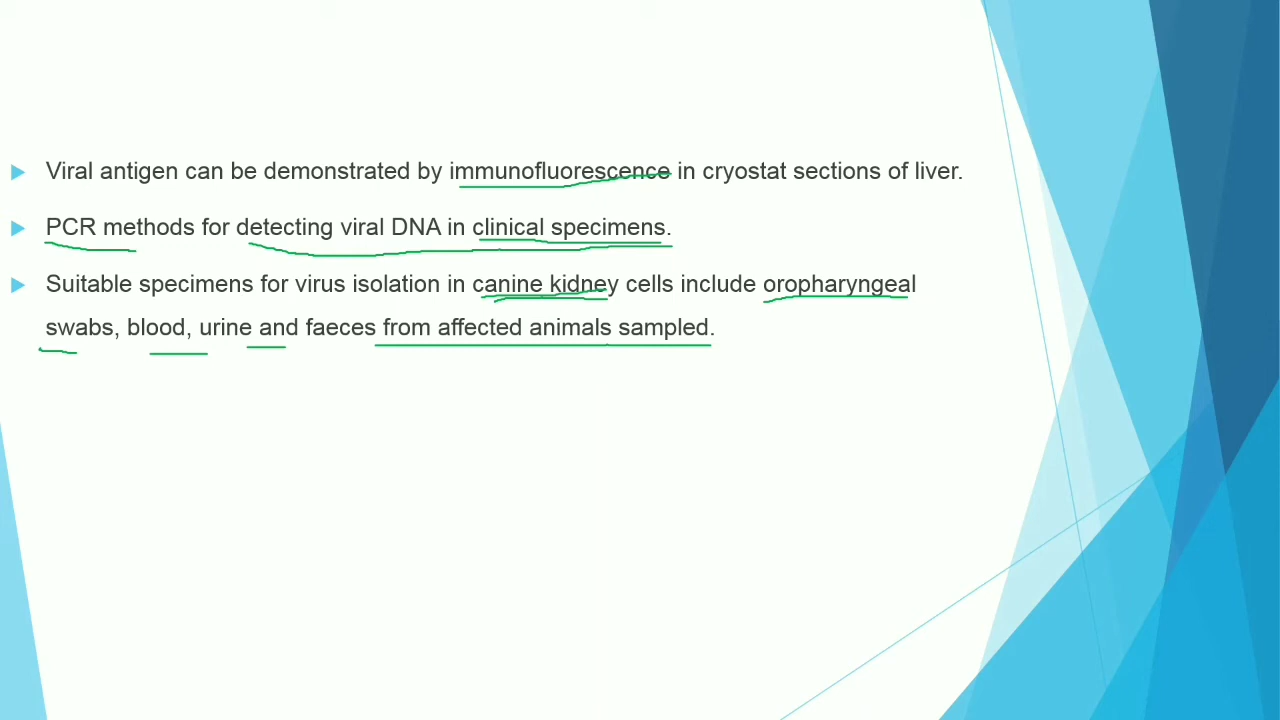 Viral antigen can be demonstrated by immunofluorescence in cryostat sections of liver.
PCR methods for detecting viral DNA in clinical specimens.
Suitable specimens for virus isolation in canine kidney cells include oropharyngeal
swabs, blood, urine and faeces from affected animals sampled.